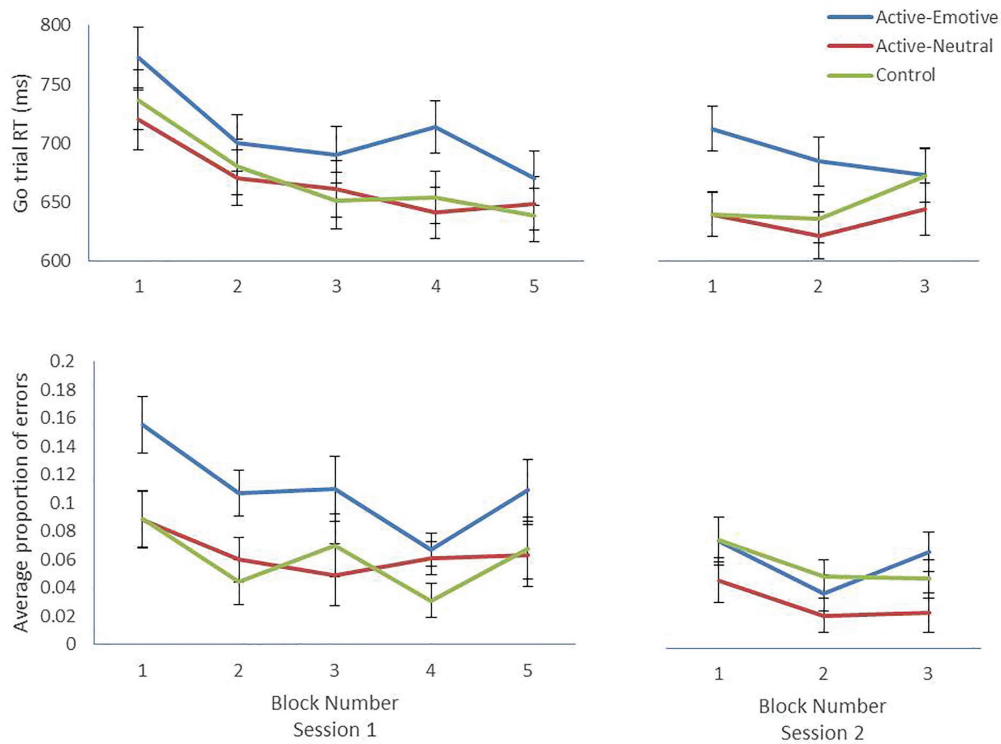 Active-Emotive
Active-Neutral
Control
Go trial RT (ms)
800
750
700
650
600
1 2 3 4 5
1 2 3
Average proportion of errors
0.2
0.18
0.16
0.14
0.12
0.1
0.08
0.06
0.04
0.02
0
1 2 3 4 5
Block Number
Session 1
1 2 3
Block Number
Session 2